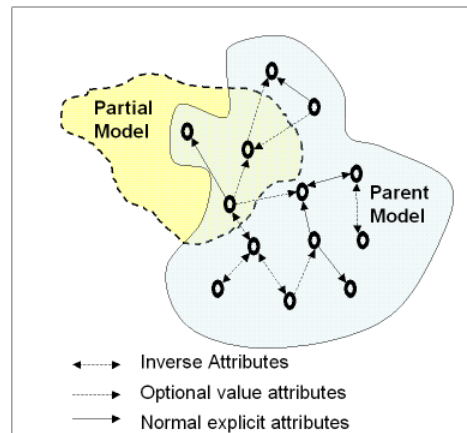 Partial
Model
Parent
Model
Inverse Attributes
Optional value attributes
Normal explicit attributes